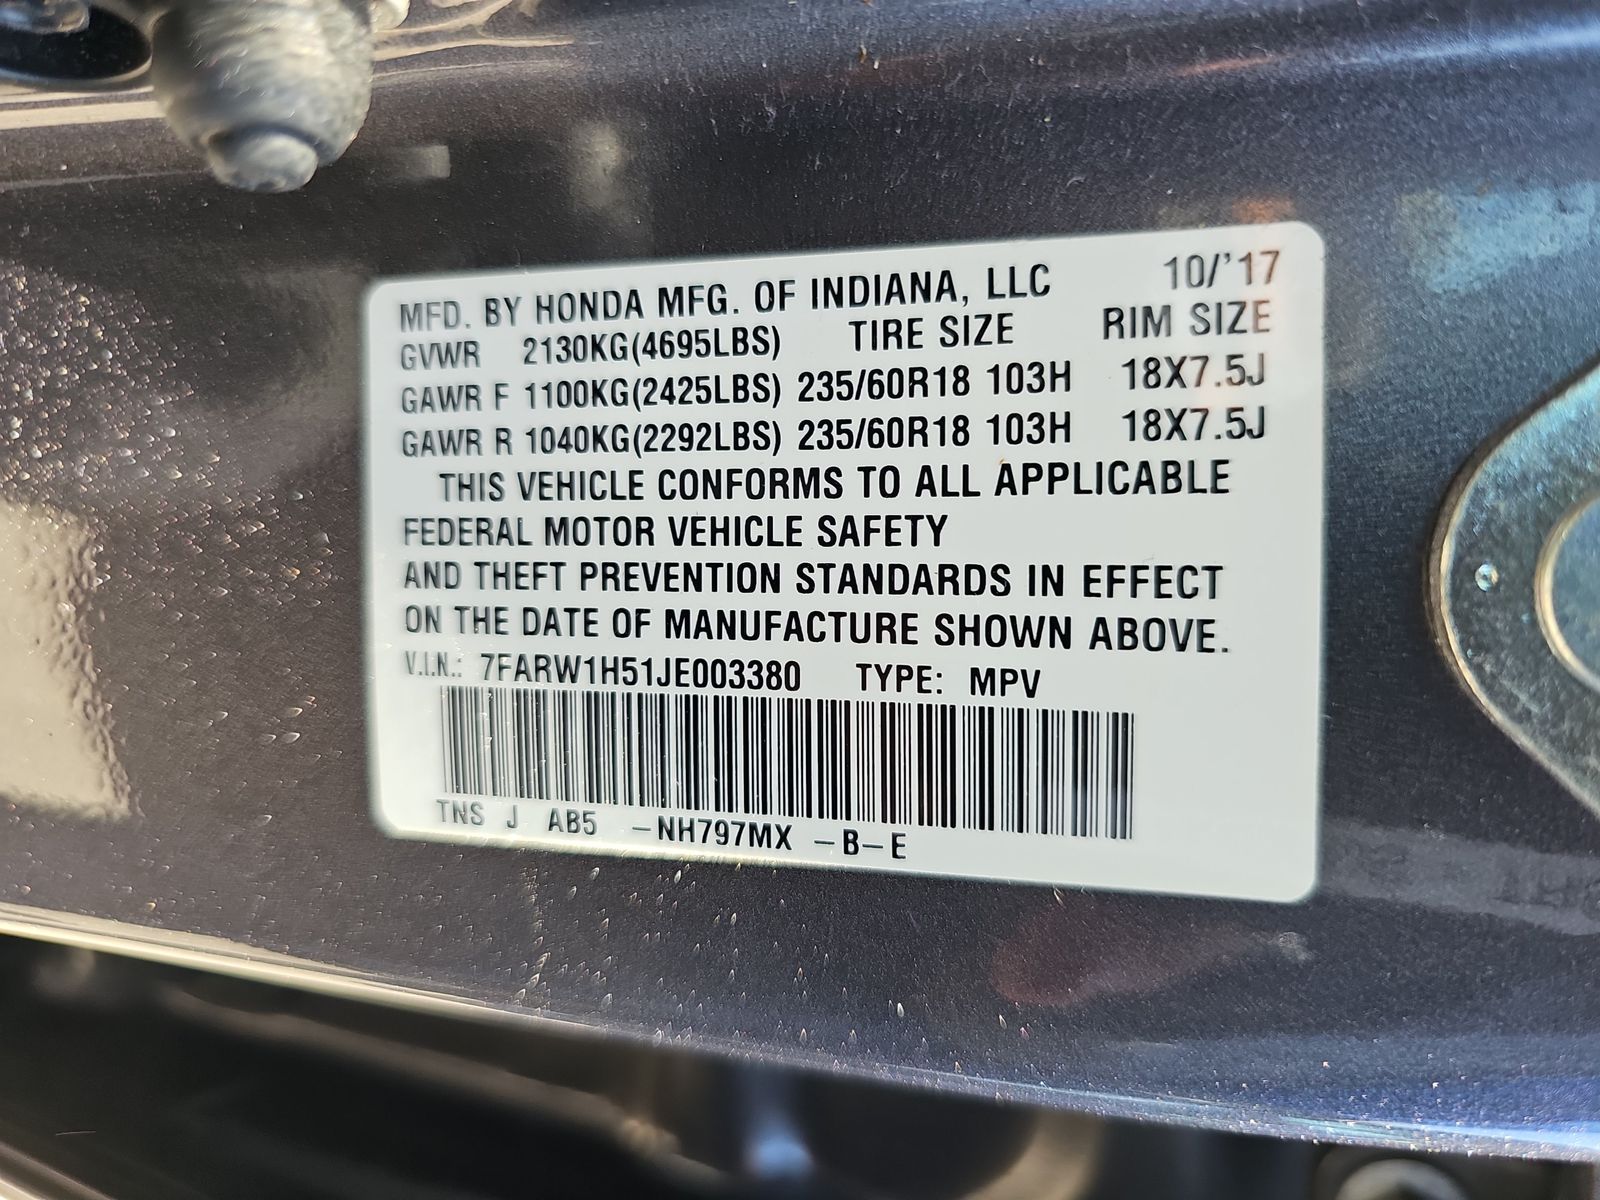 MFD. BY HONDA MFG. OF INDIANA, LLC 10/'17
GVWR 2130KG(4695LBS) TIRE SIZE RIM SIZE
GAWR F 1100KG(2425LBS) 235/60R18 103H 18X7.5J
GAWR R 1040KG(2292LBS) 235/60R18 103H 18X7.5J
THIS VEHICLE CONFORMS TO ALL APPLICABLE
FEDERAL MOTOR VEHICLE SAFETY
AND THEFT PREVENTION STANDARDS IN EFFECT
ON THE DATE OF MANUFACTURE SHOWN ABOVE.
V.I.N.: 7FARW1H51JE003380 TYPE: MPV
TNS J AB5 -NH797MX -B-E